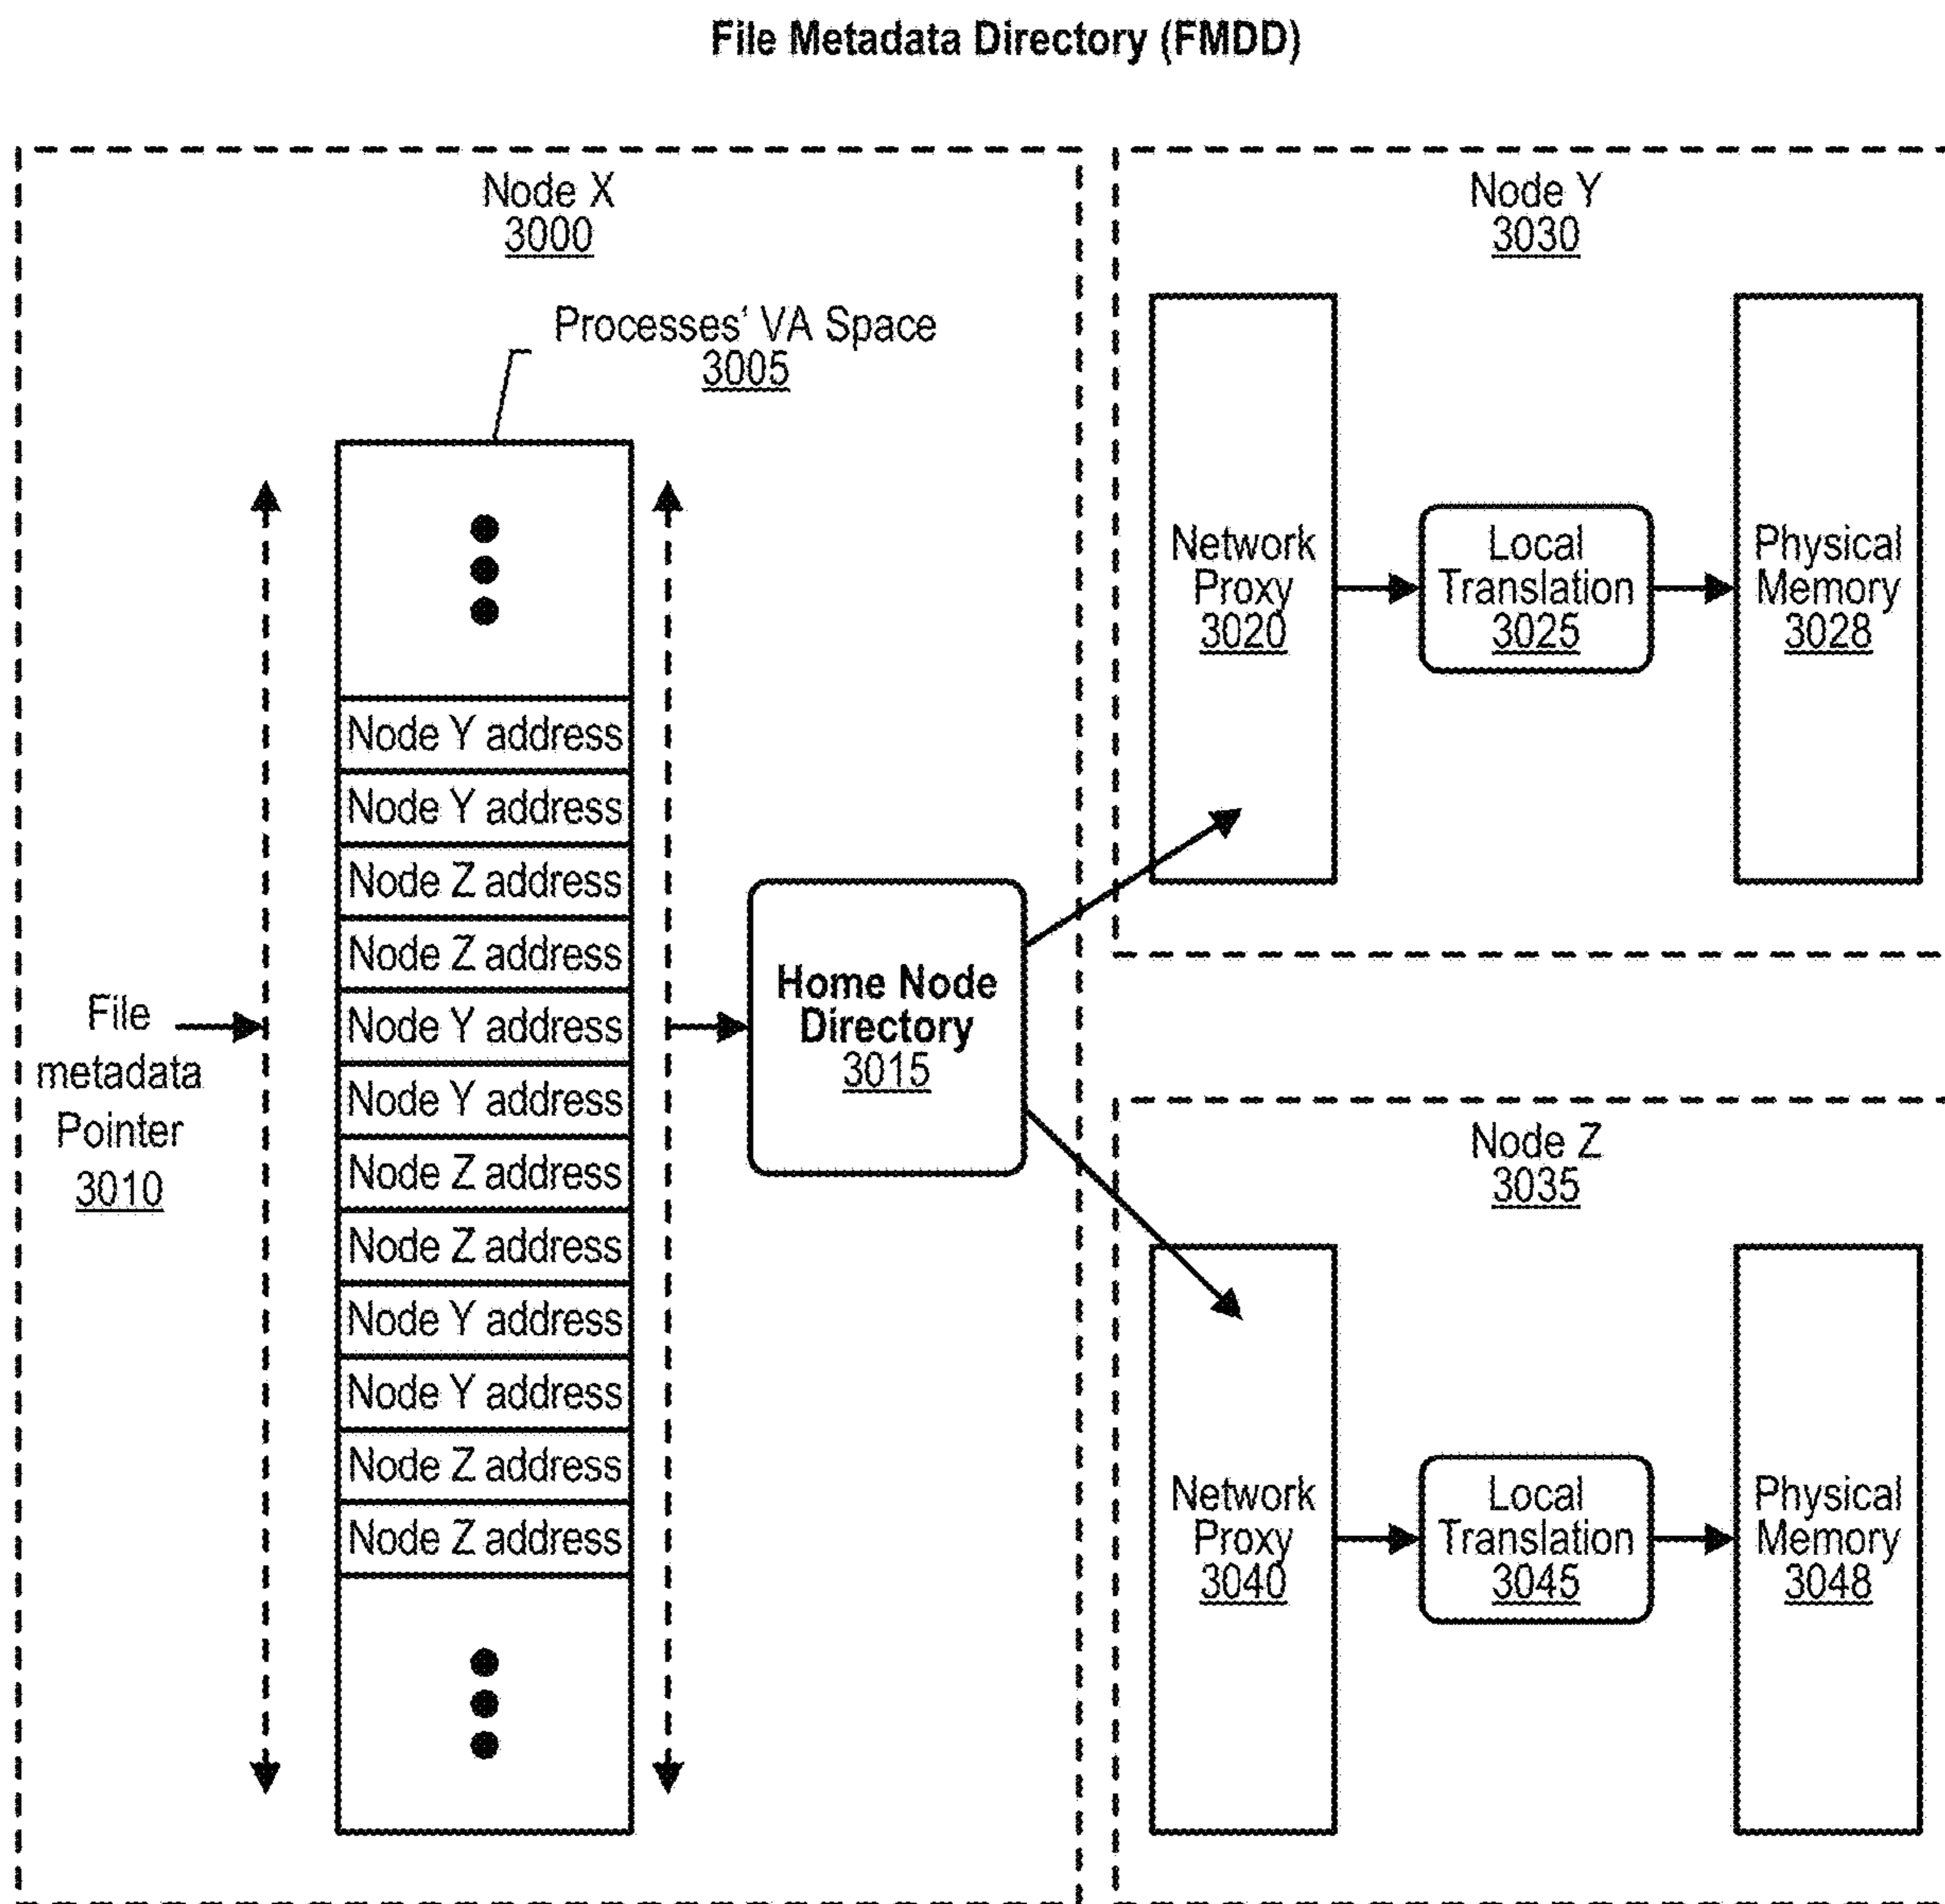 File Metadata Directory (FMDD)
Node X
3000
Processes' VA Space
3005
Node Y address
Node Y address
Node Z address
Node Z address
Node Y address
Node Y address
Node Z address
Node Z address
Node Y address
Node Y address
Node Z address
Node Z address
File
metadata
Pointer
3010
Home Node
Directory
3015
Node Y
3030
Network
Proxy
3020
Local
Translation
3025
Physical
Memory
3028
Node Z
3035
Network
Proxy
3040
Local
Translation
3045
Physical
Memory
3048